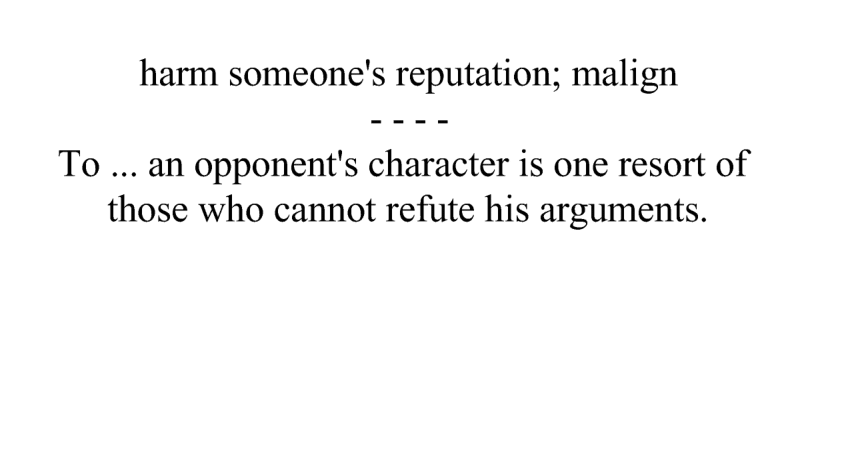 harm someone's reputation; malign
- - - -
To ... an opponent's character is one resort of
those who cannot refute his arguments.